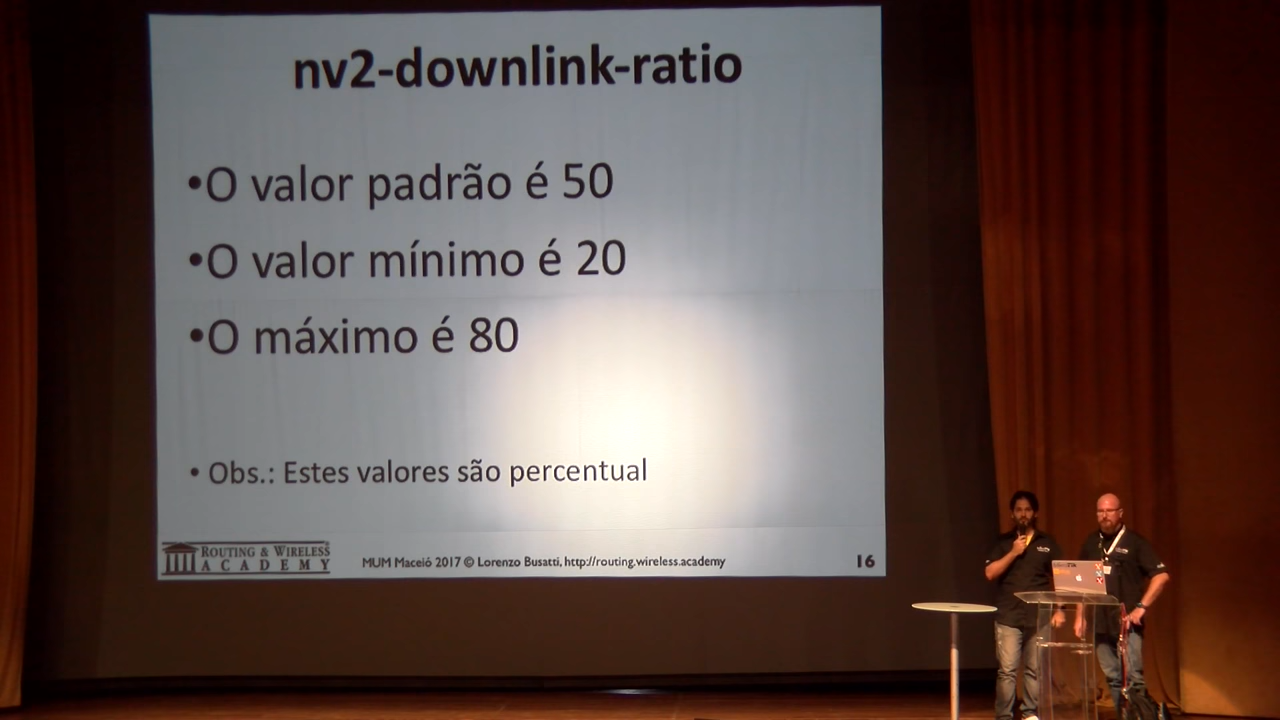 nv2-downlink-ratio
•O valor padrão é 50
•O valor mínimo é 20
•O máximo é 80
• Obs.: Estes valores são percentual
ROUTING & WIRELESS
ACADEMY
MUM Maceió 2017 © Lorenzo Busatti, http://routing.wireless.academy
16